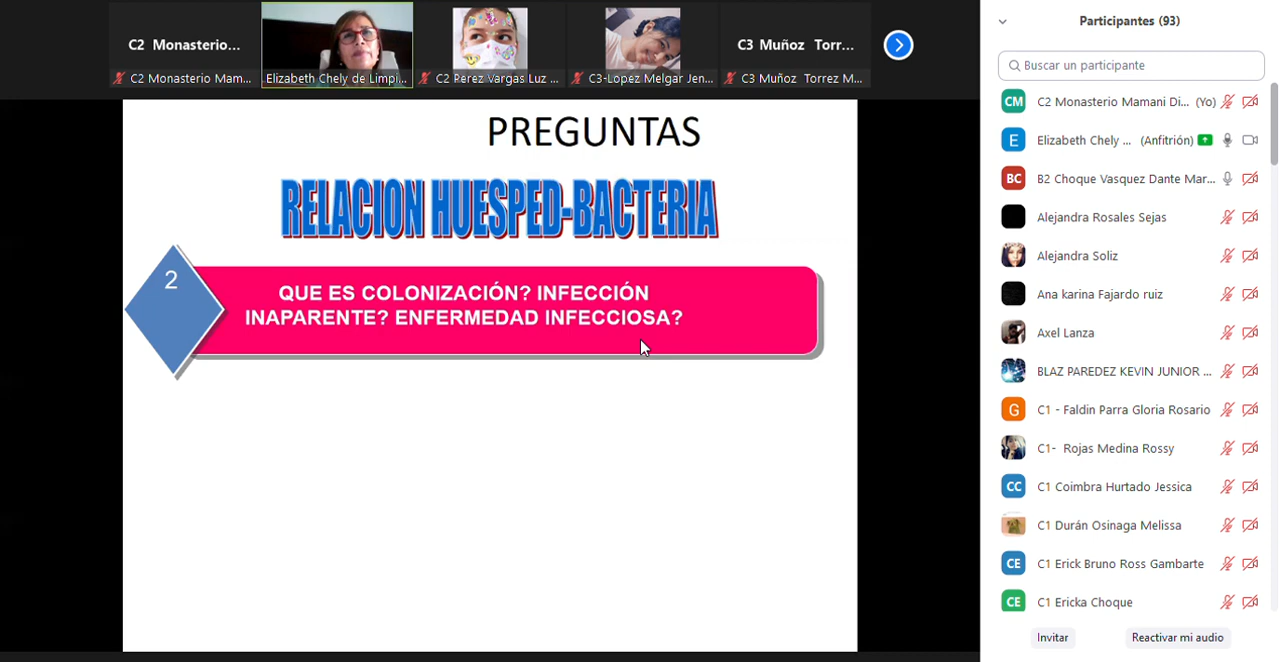 C2 Monasterio...
C2 Monasterio Mam...
Elizabeth Chely de Limpi...
C2 Perez Vargas Luz ...
C3-Lopez Melgar Jen...
C3 Muñoz Torr...
C3 Muñoz Torrez M...
PREGUNTAS
RELACION HUESPED-BACTERIA
2
QUE ES COLONIZACIÓN? INFECCIÓN
INAPARENTE? ENFERMEDAD INFECCIOSA?
Participantes (93)
Buscar un participante
CM C2 Monasterio Mamani Di... (Yo)
E Elizabeth Chely ... (Anfitrión)
BC B2 Choque Vasquez Dante Mar...
Alejandra Rosales Sejas
Alejandra Soliz
Ana karina Fajardo ruiz
Axel Lanza
BLAZ PAREDEZ KEVIN JUNIOR ...
G C1 - Faldin Parra Gloria Rosario
C1- Rojas Medina Rossy
CC C1 Coimbra Hurtado Jessica
C1 Durán Osinaga Melissa
CE C1 Erick Bruno Ross Gambarte
CE C1 Ericka Choque
Invitar
Reactivar mi audio